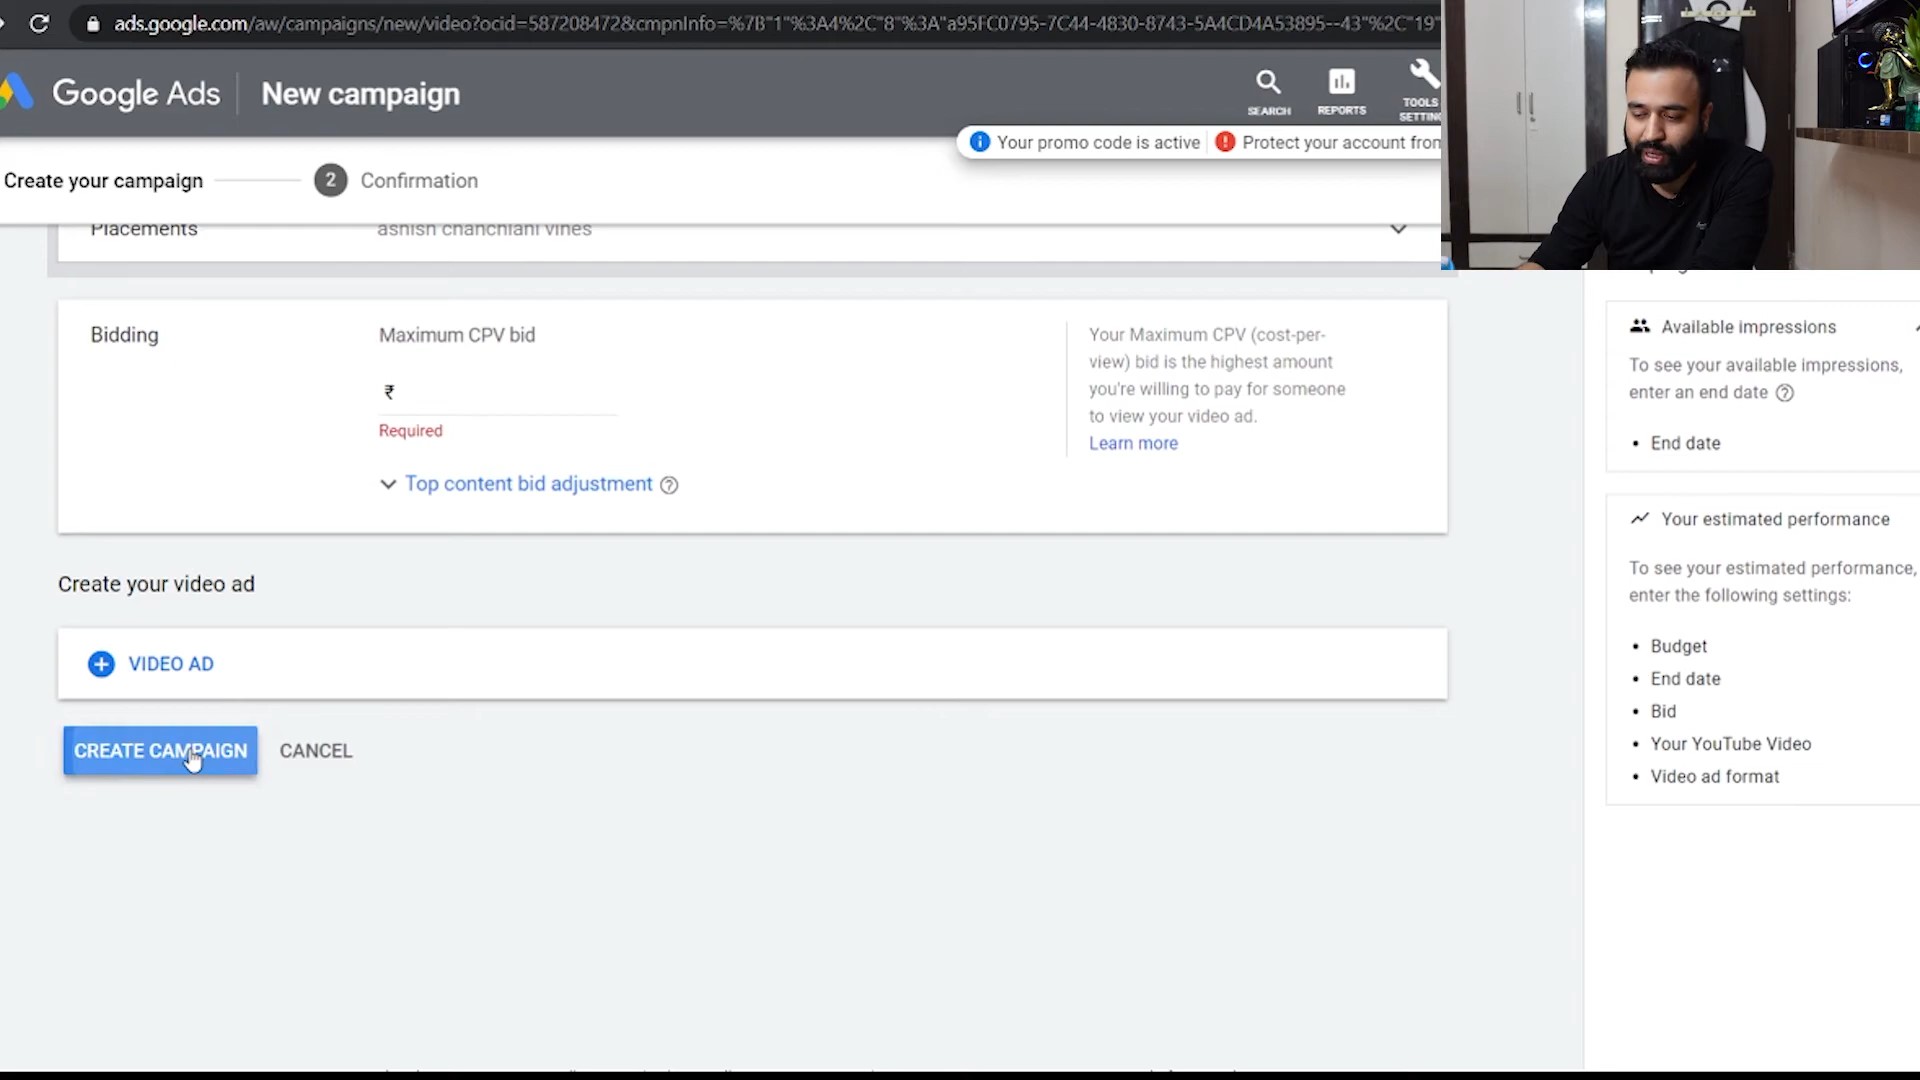 ads.google.com/aw/campaigns/new/video?ocid=587208472&cmpnInfo=%7B"1"%3A4%2C"8"%3A"a95FC0795-7C44-4830-8743-5A4CD4A53895--43"%2C"19"
Google Ads New campaign
SEARCH
REPORTS
TOOLS
SETTING
Your promo code is active
Protect your account from
Create your campaign
2 Confirmation
Placements
ashish chanchlani vines
Bidding
Maximum CPV bid
₹
Required
Top content bid adjustment
Your Maximum CPV (cost-per-
view) bid is the highest amount
you're willing to pay for someone
to view your video ad.
Learn more
Create your video ad
VIDEO AD
CREATE CAMPAIGN
CANCEL
Available impressions
To see your available impressions,
enter an end date
• End date
Your estimated performance
To see your estimated performance,
enter the following settings:
• Budget
• End date
• Bid
• Your YouTube Video
• Video ad format